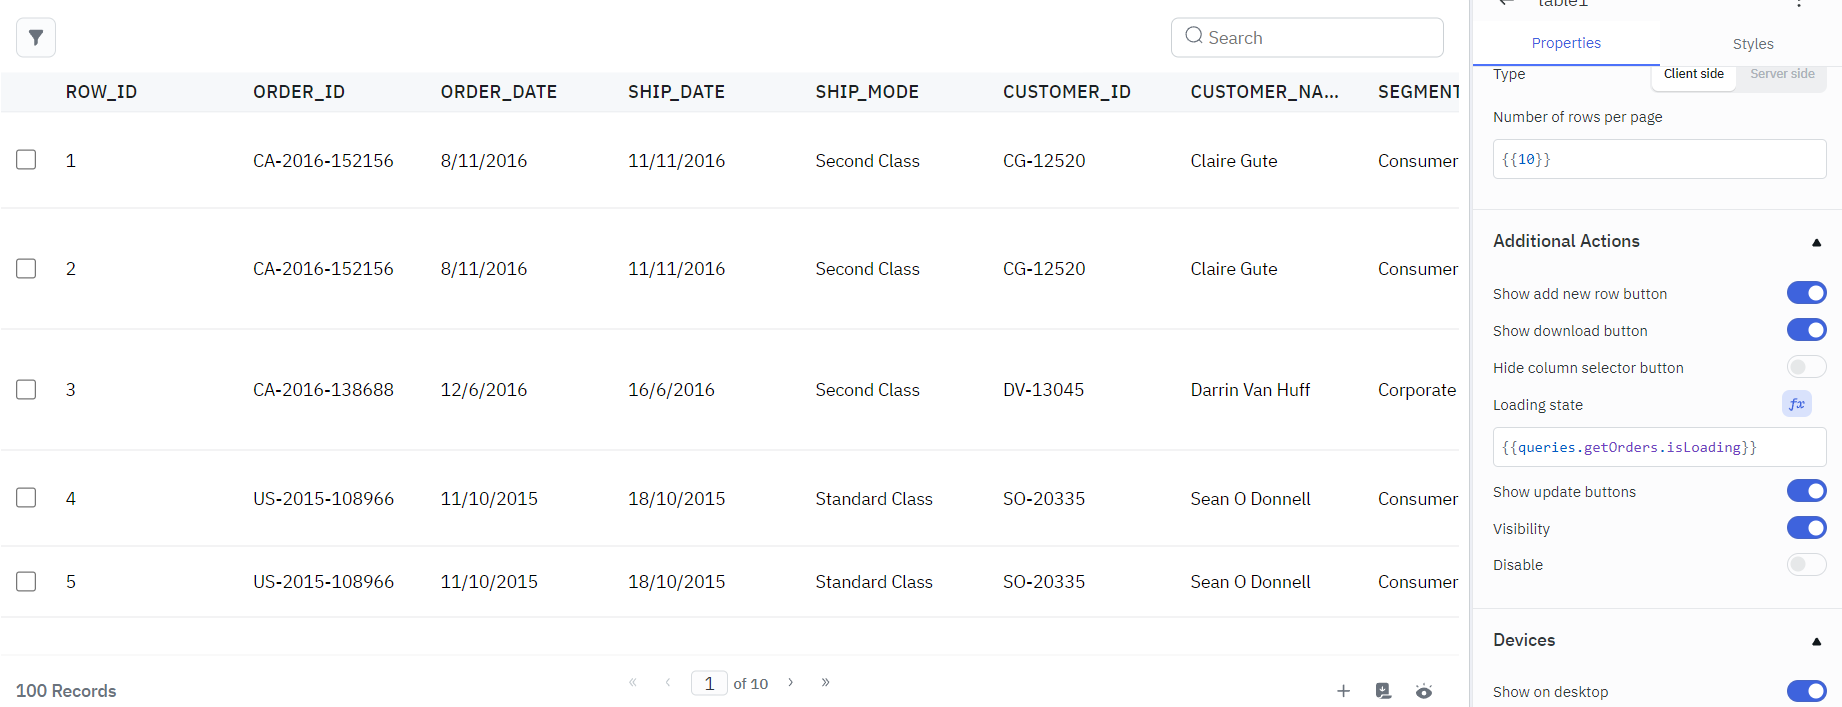 Search
ROW_ID ORDER_ID ORDER_DATE SHIP_DATE SHIP_MODE CUSTOMER_ID CUSTOMER_NA... SEGMENT
1 CA-2016-152156 8/11/2016 11/11/2016 Second Class CG-12520 Claire Gute Consumer
2 CA-2016-152156 8/11/2016 11/11/2016 Second Class CG-12520 Claire Gute Consumer
3 CA-2016-138688 12/6/2016 16/6/2016 Second Class DV-13045 Darrin Van Huff Corporate
4 US-2015-108966 11/10/2015 18/10/2015 Standard Class SO-20335 Sean O Donnell Consumer
5 US-2015-108966 11/10/2015 18/10/2015 Standard Class SO-20335 Sean O Donnell Consumer
100 Records « ‹ 1 of 10 › »
table1
Properties Styles
Type Client side Server side
Number of rows per page
{{10}}
Additional Actions
Show add new row button
Show download button
Hide column selector button
Loading state fx
{{queries.getOrders.isLoading}}
Show update buttons
Visibility
Disable
Devices
Show on desktop